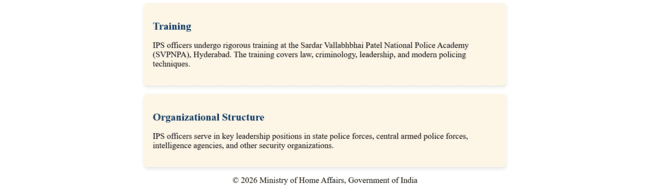 Training
IPS officers undergo rigorous training at the Sardar Vallabhbhai Patel National Police Academy
(SVPNPA), Hyderabad. The training covers law, criminology, leadership, and modern policing
techniques.
Organizational Structure
IPS officers serve in key leadership positions in state police forces, central armed police forces,
intelligence agencies, and other security organizations.
© 2026 Ministry of Home Affairs, Government of India